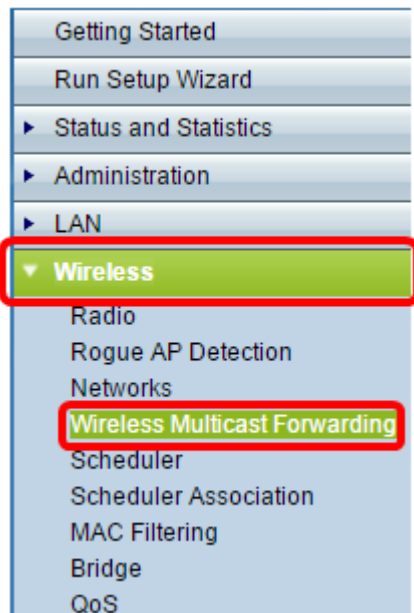 Getting Started
Run Setup Wizard
Status and Statistics
Administration
LAN
Wireless
Radio
Rogue AP Detection
Networks
Wireless Multicast Forwarding
Scheduler
Scheduler Association
MAC Filtering
Bridge
QoS